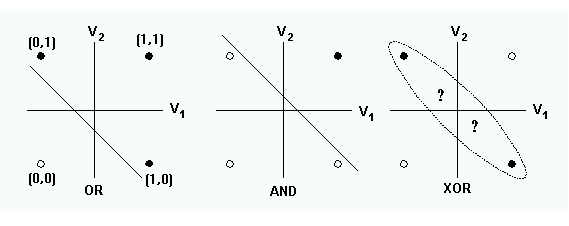 V2
(0,1)
(1,1)
V1
(0,0)
(1,0)
OR
V2
V1
AND
V2
?
V1
?
XOR